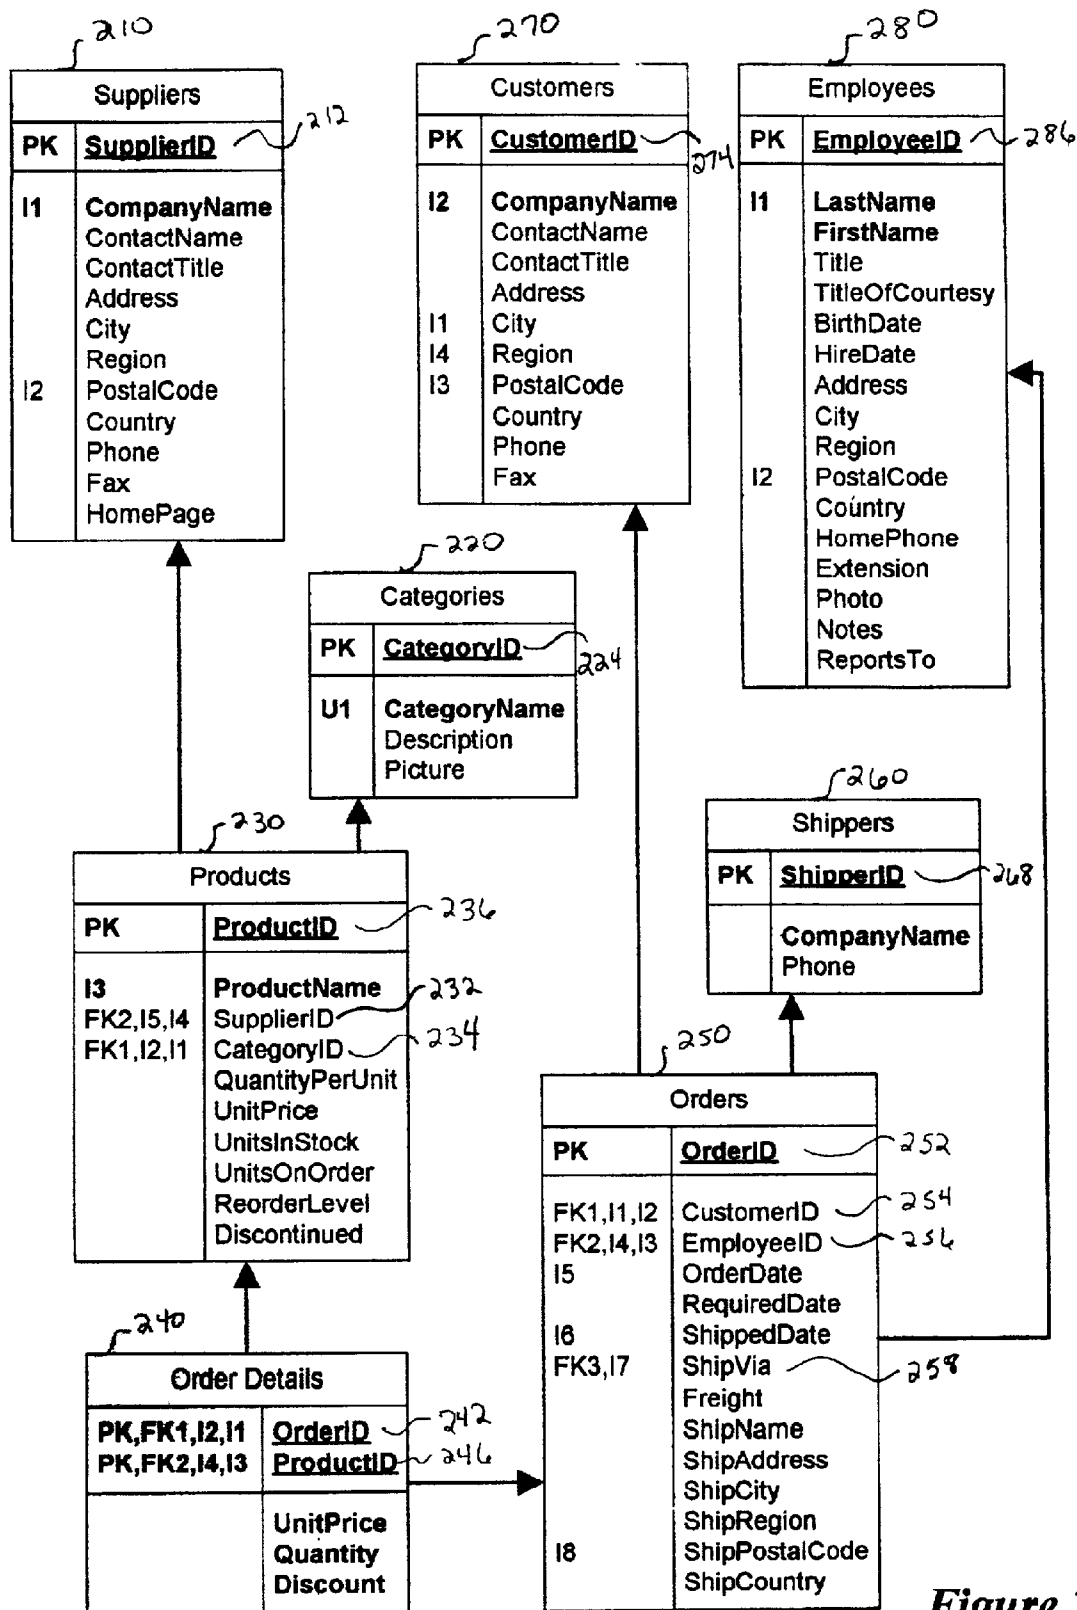 210
Suppliers
PK SupplierID 212
I1 CompanyName
ContactName
ContactTitle
Address
City
Region
I2 PostalCode
Country
Phone
Fax
HomePage
270
Customers
PK CustomerID 274
I2 CompanyName
ContactName
ContactTitle
Address
I1 City
I4 Region
I3 PostalCode
Country
Phone
Fax
280
Employees
PK EmployeeID 286
I1 LastName
FirstName
Title
TitleOfCourtesy
BirthDate
HireDate
Address
City
Region
I2 PostalCode
Country
HomePhone
Extension
Photo
Notes
ReportsTo
220
Categories
PK CategoryID 224
U1 CategoryName
Description
Picture
230
Products
PK ProductID 236
I3 ProductName
FK2,I5,I4 SupplierID 232
FK1,I2,I1 CategoryID 234
QuantityPerUnit
UnitPrice
UnitsInStock
UnitsOnOrder
ReorderLevel
Discontinued
260
Shippers
PK ShipperID 268
CompanyName
Phone
250
Orders
PK OrderID 252
FK1,I1,I2 CustomerID 254
FK2,I4,I3 EmployeeID 256
I5 OrderDate
RequiredDate
I6 ShippedDate
FK3,I7 ShipVia 258
Freight
ShipName
ShipAddress
ShipCity
ShipRegion
I8 ShipPostalCode
ShipCountry
240
Order Details
PK,FK1,I2,I1 OrderID 242
PK,FK2,I4,I3 ProductID 246
UnitPrice
Quantity
Discount
Figure